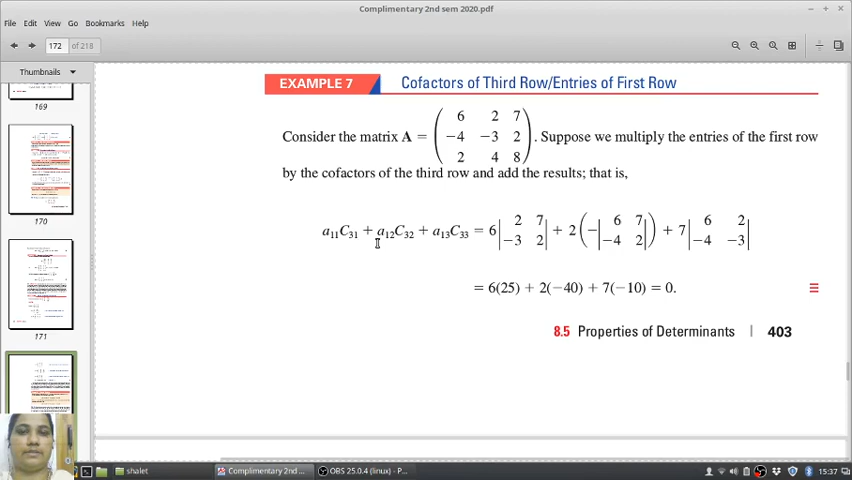 Complimentary 2nd sem 2020.pdf
File Edit View Go Bookmarks Help
172 of 218
Thumbnails
169
170
171
EXAMPLE 7 Cofactors of Third Row/Entries of First Row
Consider the matrix A = ( 6 2 7
−4 −3 2
2 4 8 ). Suppose we multiply the entries of the first row
by the cofactors of the third row and add the results; that is,
a₁₁C₃₁ + a₁₂C₃₂ + a₁₃C₃₃ = 6 | 2 7 ; −3 2 | + 2 ( − | 6 7 ; −4 2 | ) + 7 | 6 2 ; −4 −3 |
= 6(25) + 2(−40) + 7(−10) = 0.
8.5 Properties of Determinants | 403
shalet Complimentary 2nd ... OBS 25.0.4 (linux) - P... 15:37